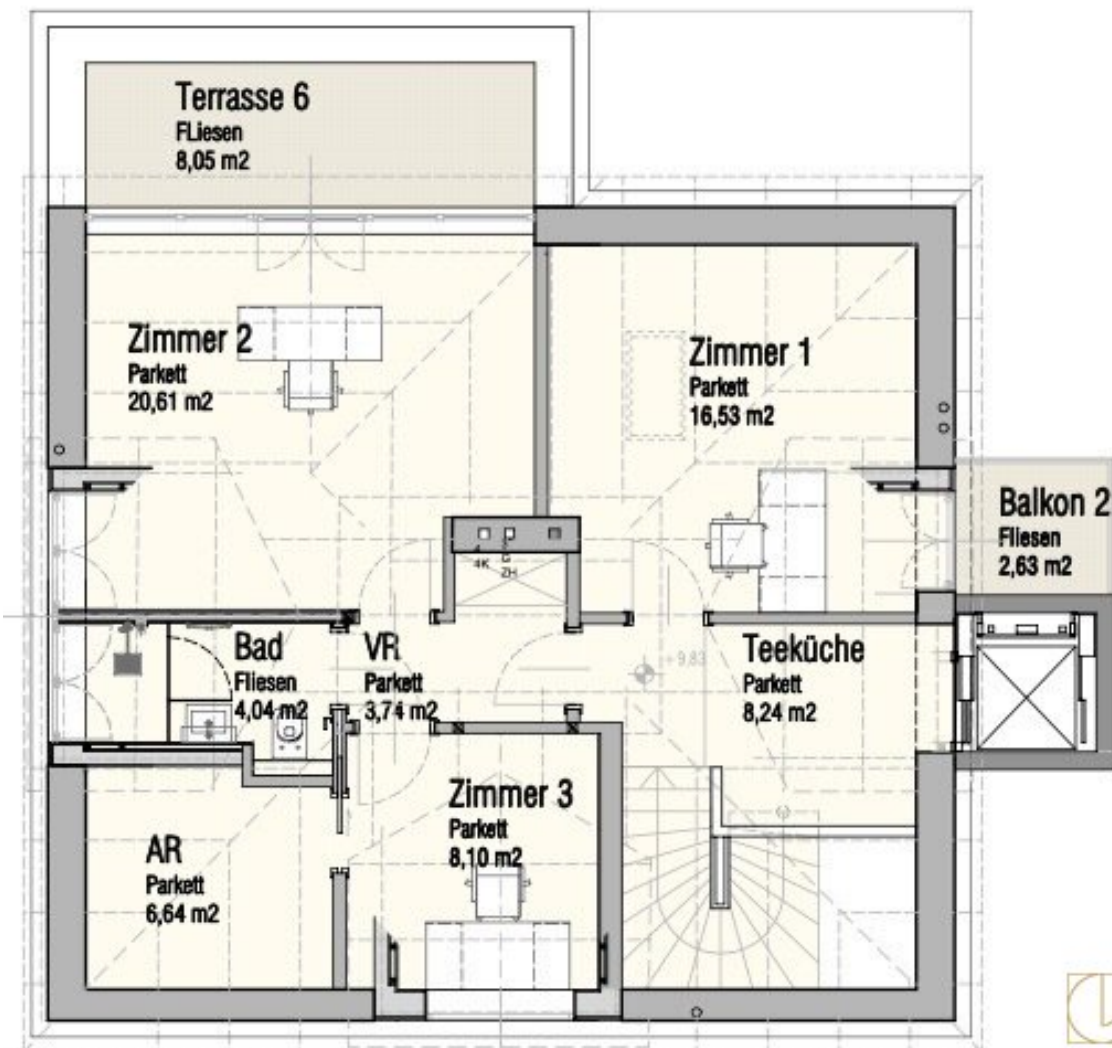 Terrasse 6
FLiesen
8,05 m2
Zimmer 2
Parkett
20,61 m2
Zimmer 1
Parkett
16,53 m2
Balkon 2
Fliesen
2,63 m2
4K
G
ZH
Bad
Fliesen
4,04 m2
VR
Parkett
3,74 m2
+9,83
Teeküche
Parkett
8,24 m2
Zimmer 3
Parkett
8,10 m2
AR
Parkett
6,64 m2